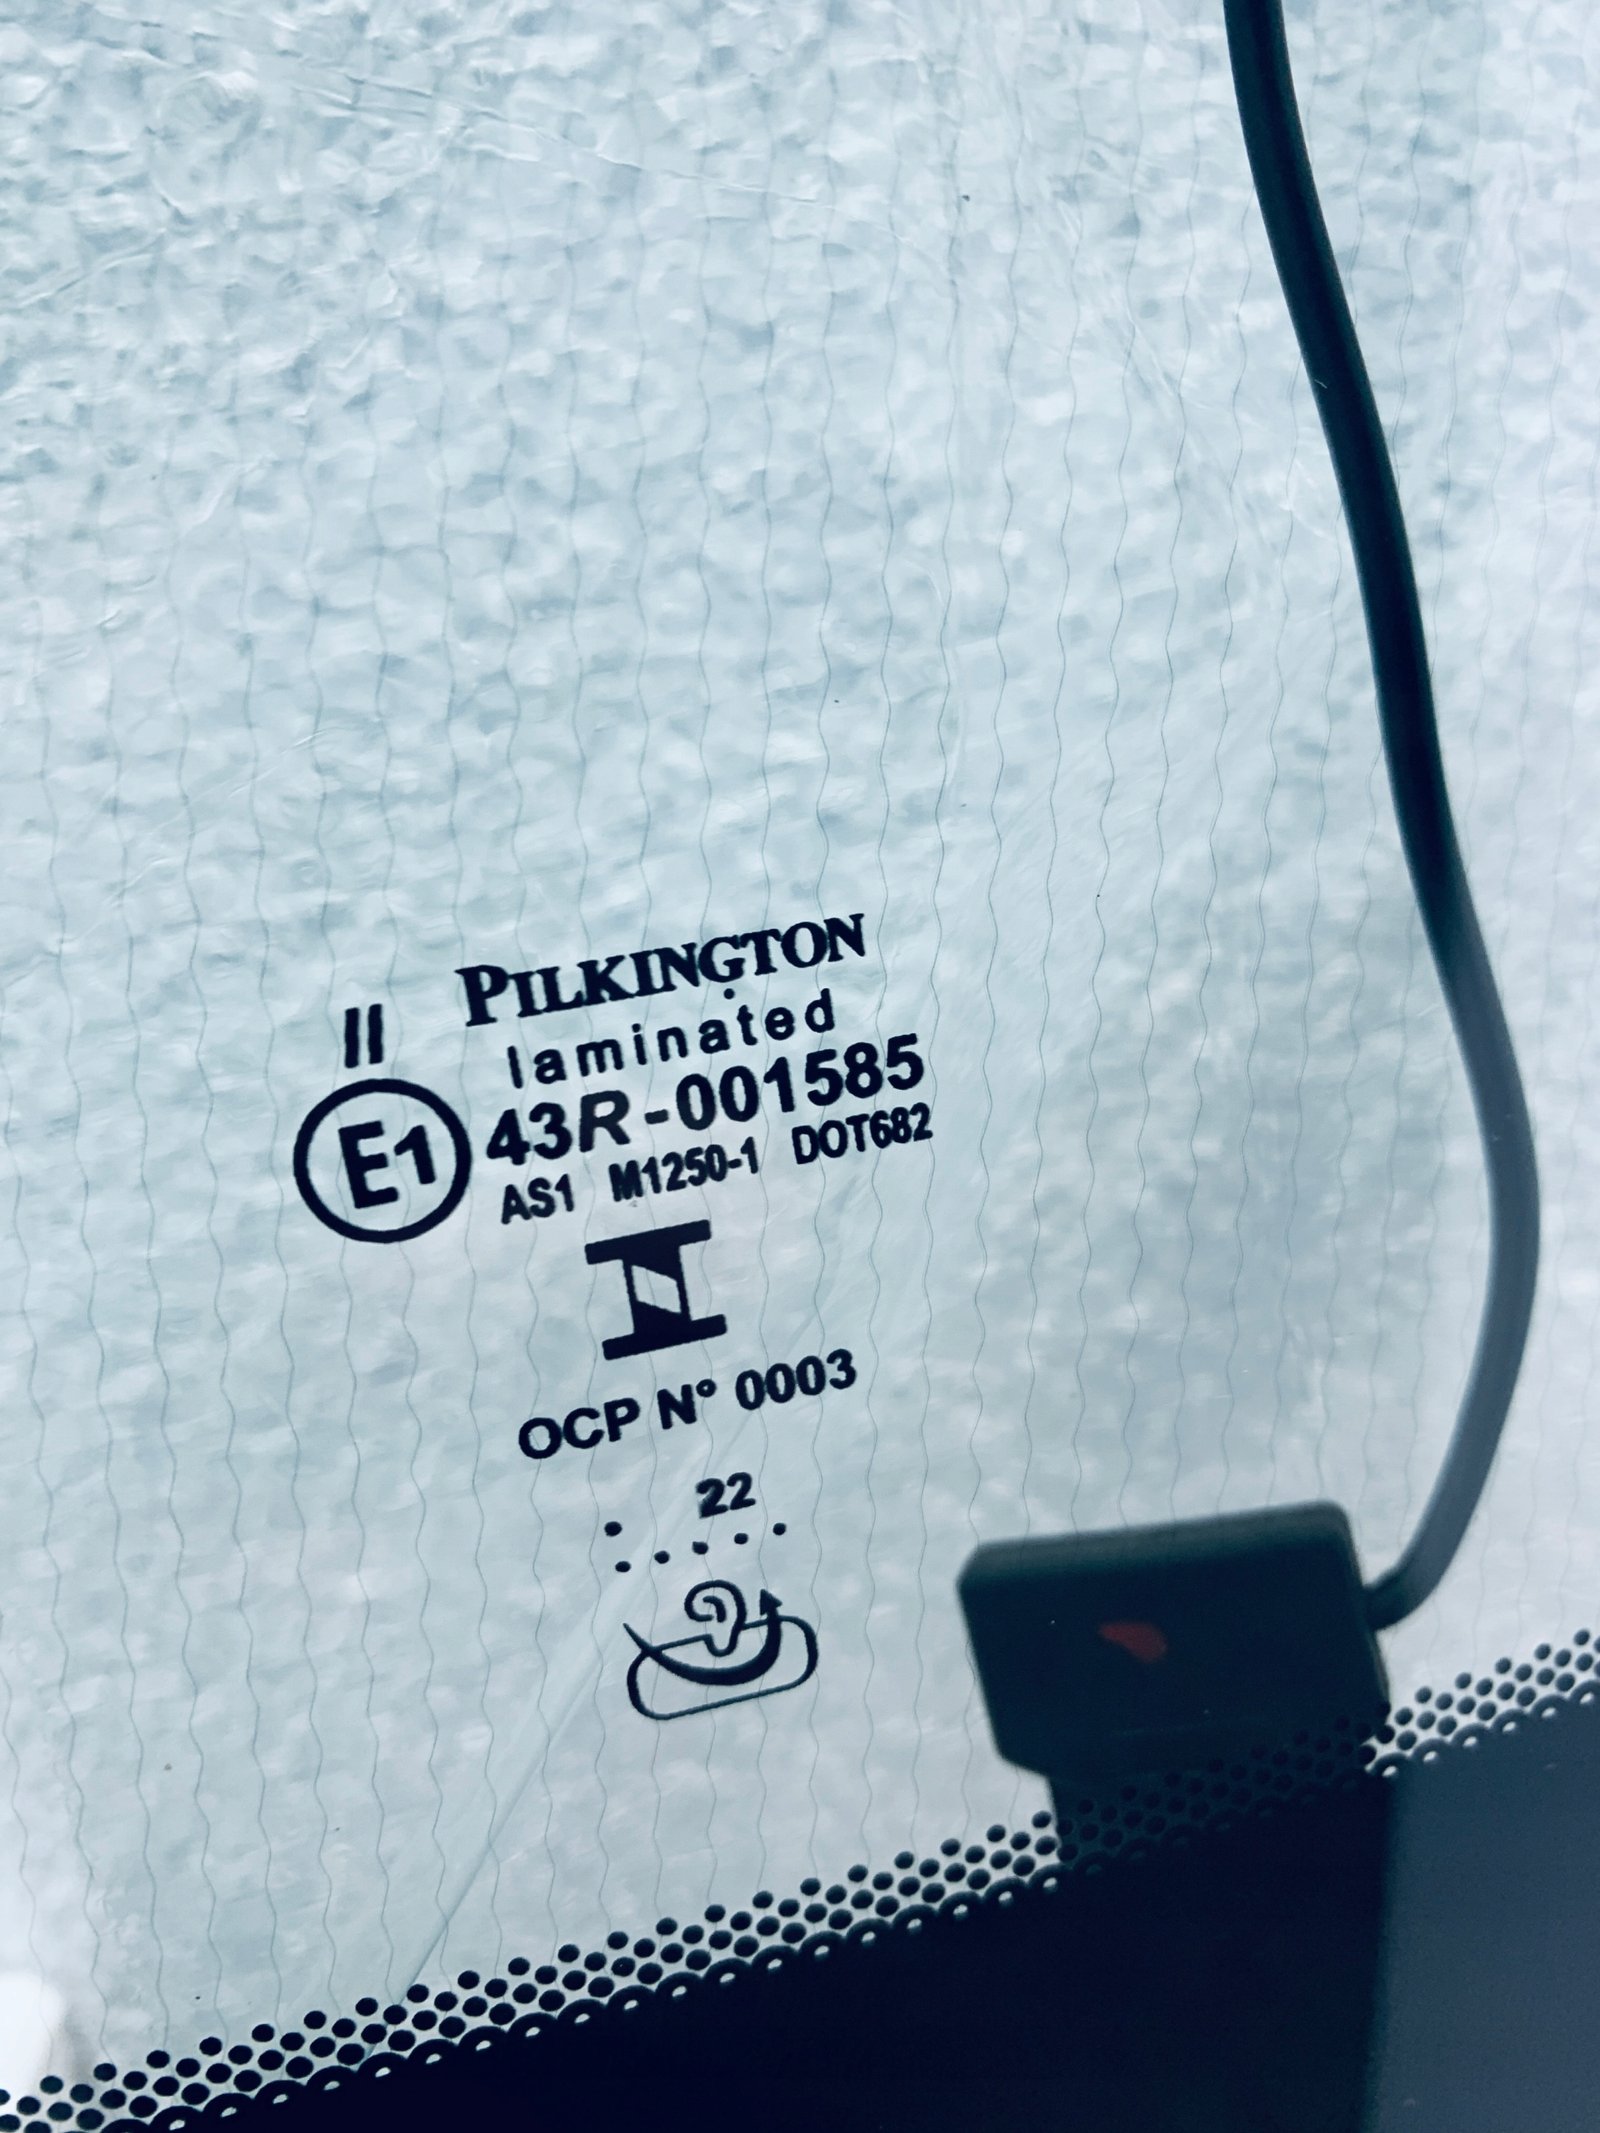 PILKINGTON
II laminated
E1 43R-001585
AS1 M1250-1 DOT682
OCP N° 0003
22